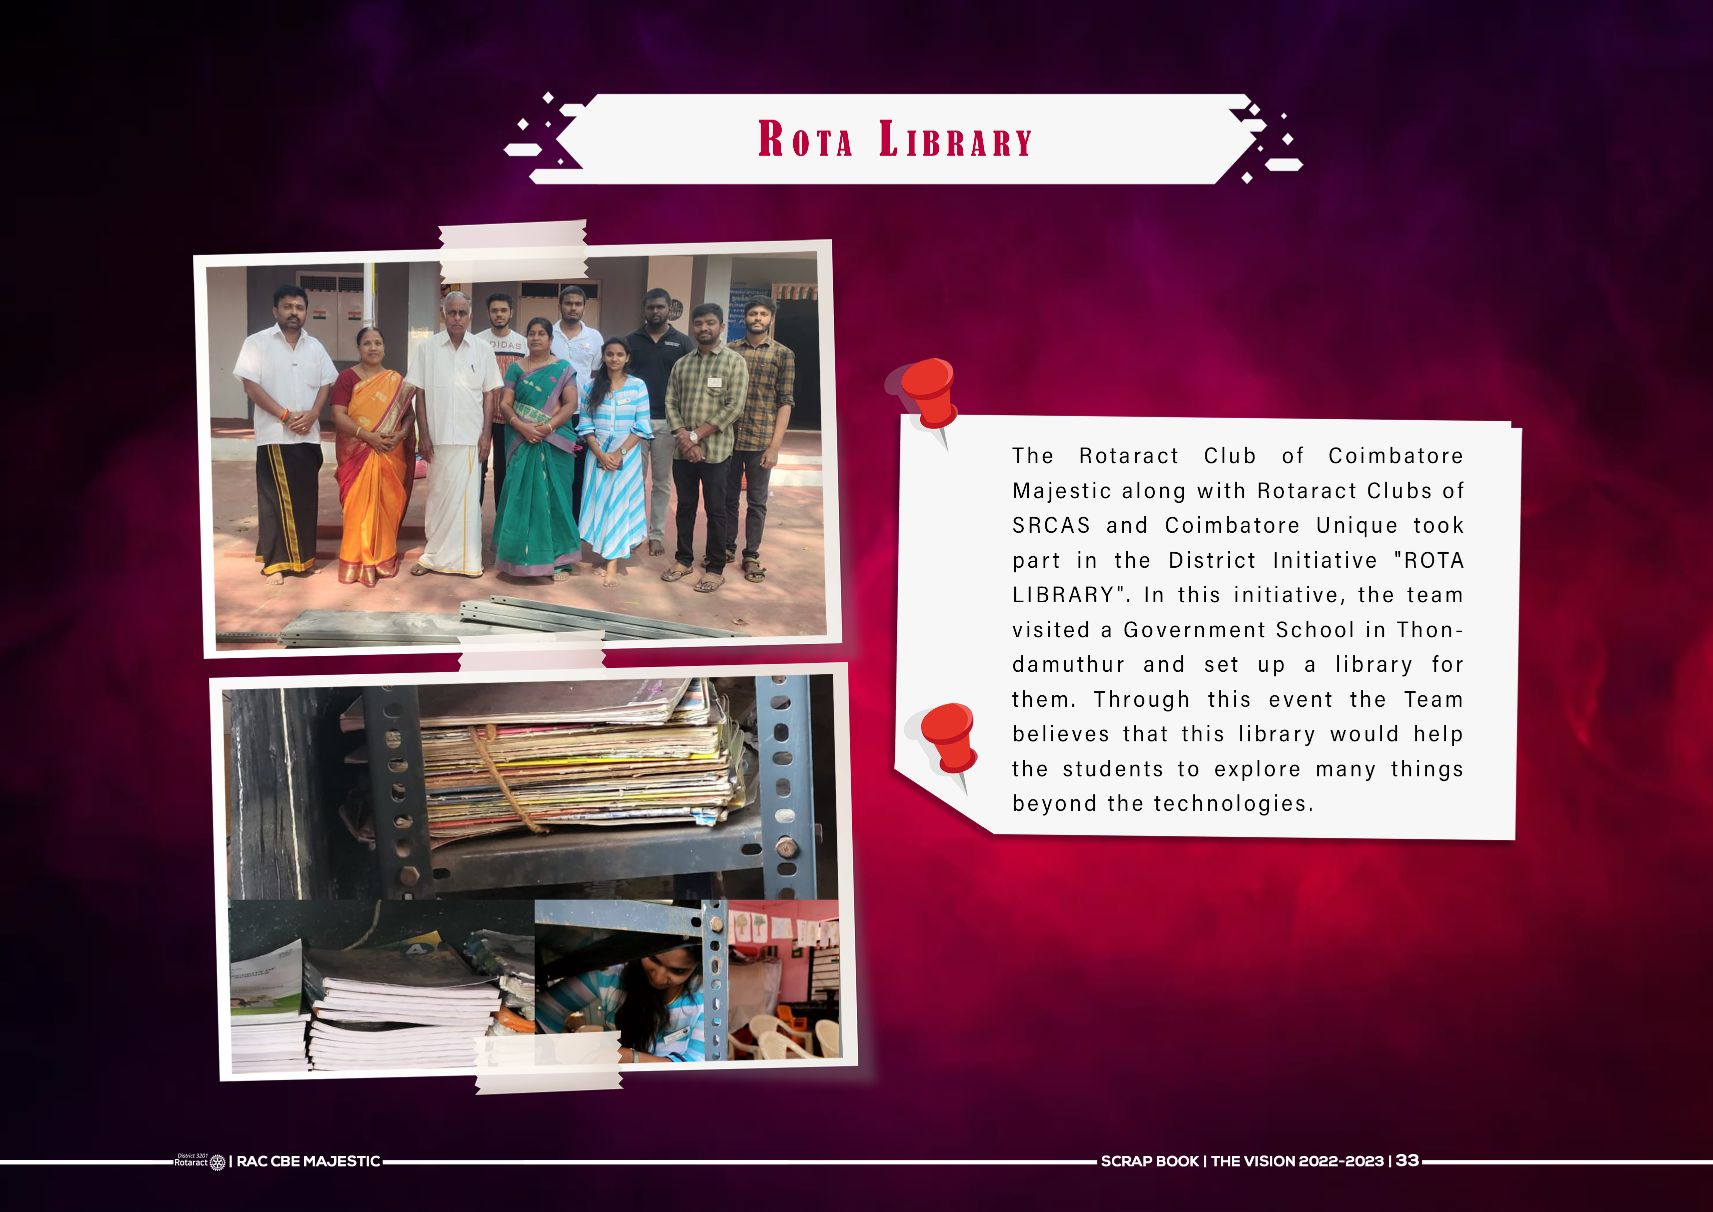 ROTA LIBRARY
DIDAS
The Rotaract Club of Coimbatore
Majestic along with Rotaract Clubs of
SRCAS and Coimbatore Unique took
part in the District Initiative "ROTA
LIBRARY". In this initiative, the team
visited a Government School in Thon-
damuthur and set up a library for
them. Through this event the Team
believes that this library would help
the students to explore many things
beyond the technologies.
District 3201
Rotaract | RAC CBE MAJESTIC
SCRAP BOOK | THE VISION 2022-2023 | 33